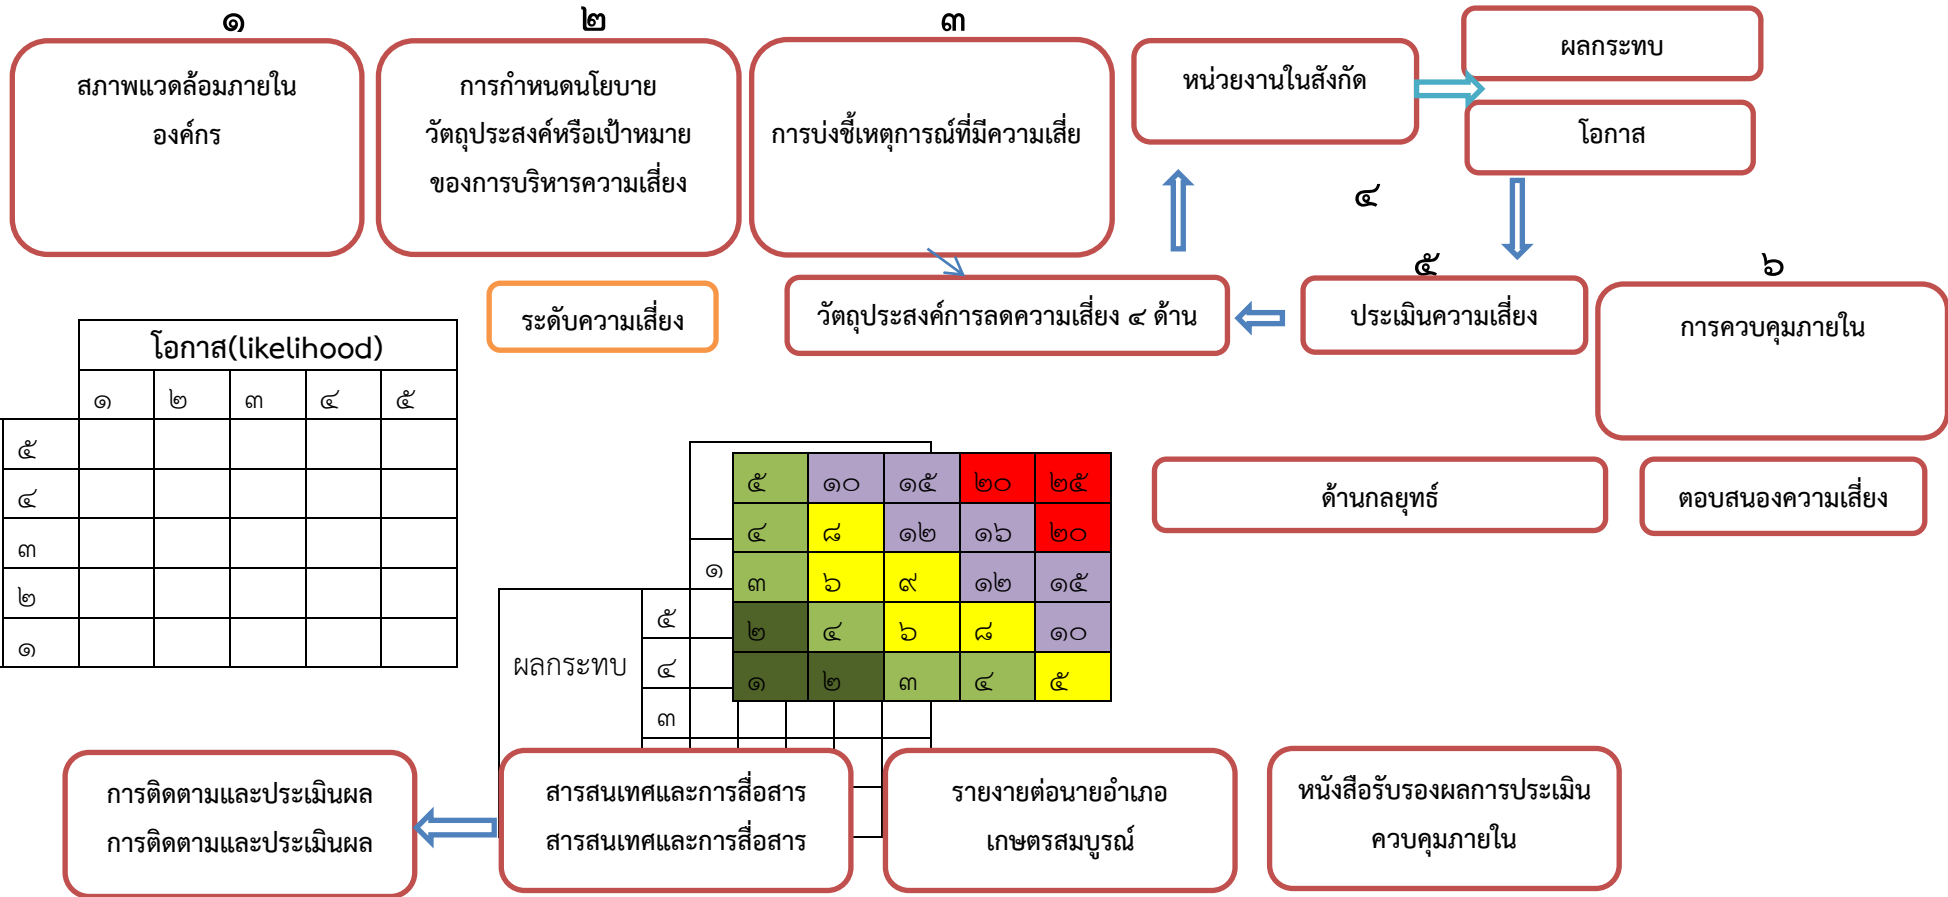 ๑
๒
๓
สภาพแวดล้อมภายใน
องค์กร
การกำหนดนโยบาย
วัตถุประสงค์หรือเป้าหมาย
ของการบริหารความเสี่ยง
การบ่งชี้เหตุการณ์ที่มีความเสี่ย
หน่วยงานในสังกัด
ผลกระทบ
โอกาส
๔
๕
๖
ระดับความเสี่ยง
วัตถุประสงค์การลดความเสี่ยง ๔ ด้าน
ประเมินความเสี่ยง
การควบคุมภายใน
โอกาส(likelihood)
๑ ๒ ๓ ๔ ๕
๕
๔
๓
๒
๑
๕ ๑๐ ๑๕ ๒๐ ๒๕
๔ ๘ ๑๒ ๑๖ ๒๐
๓ ๖ ๙ ๑๒ ๑๕
๒ ๔ ๖ ๘ ๑๐
๑ ๒ ๓ ๔ ๕
๑
ผลกระทบ
๕
๔
๓
ด้านกลยุทธ์
ตอบสนองความเสี่ยง
การติดตามและประเมินผล
การติดตามและประเมินผล
สารสนเทศและการสื่อสาร
สารสนเทศและการสื่อสาร
รายงายต่อนายอำเภอ
เกษตรสมบูรณ์
หนังสือรับรองผลการประเมิน
ควบคุมภายใน